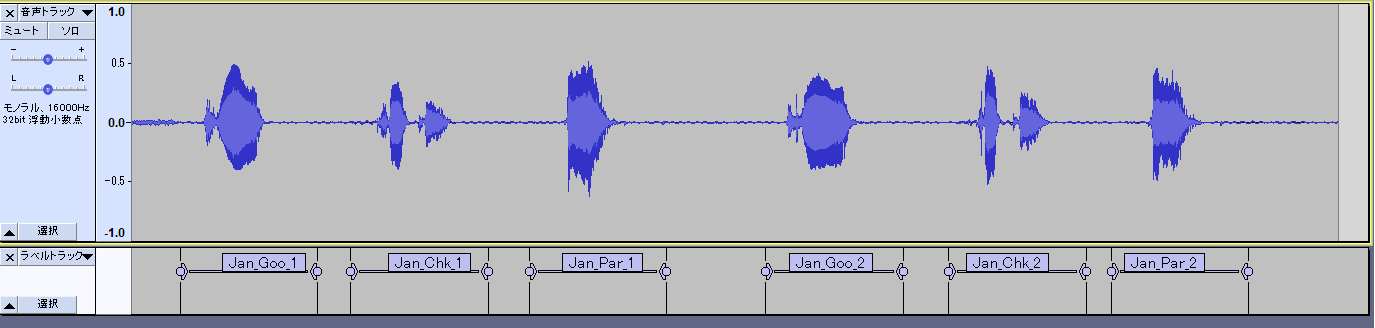 音声トラック
ミュート ソロ
- +
L R
モノラル、16000Hz
32bit 浮動小数点
選択
1.0
0.5
0.0
-0.5
-1.0
ラベルトラック
選択
Jan_Goo_1 Jan_Chk_1 Jan_Par_1 Jan_Goo_2 Jan_Chk_2 Jan_Par_2